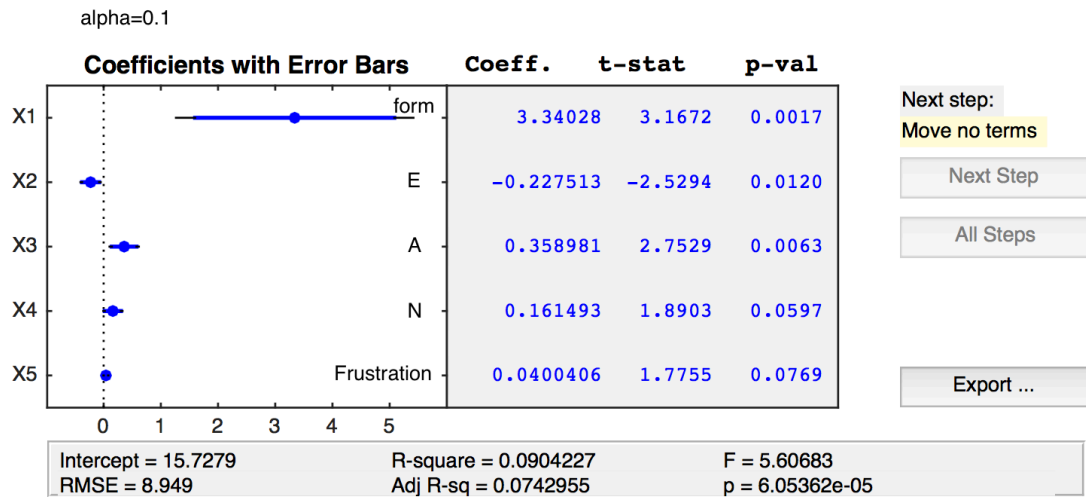 alpha=0.1
Coefficients with Error Bars Coeff. t-stat p-val
X1 form 3.34028 3.1672 0.0017
X2 E -0.227513 -2.5294 0.0120
X3 A 0.358981 2.7529 0.0063
X4 N 0.161493 1.8903 0.0597
X5 Frustration 0.0400406 1.7755 0.0769
0 1 2 3 4 5
Next step:
Move no terms
Next Step
All Steps
Export ...
Intercept = 15.7279 R-square = 0.0904227 F = 5.60683
RMSE = 8.949 Adj R-sq = 0.0742955 p = 6.05362e-05